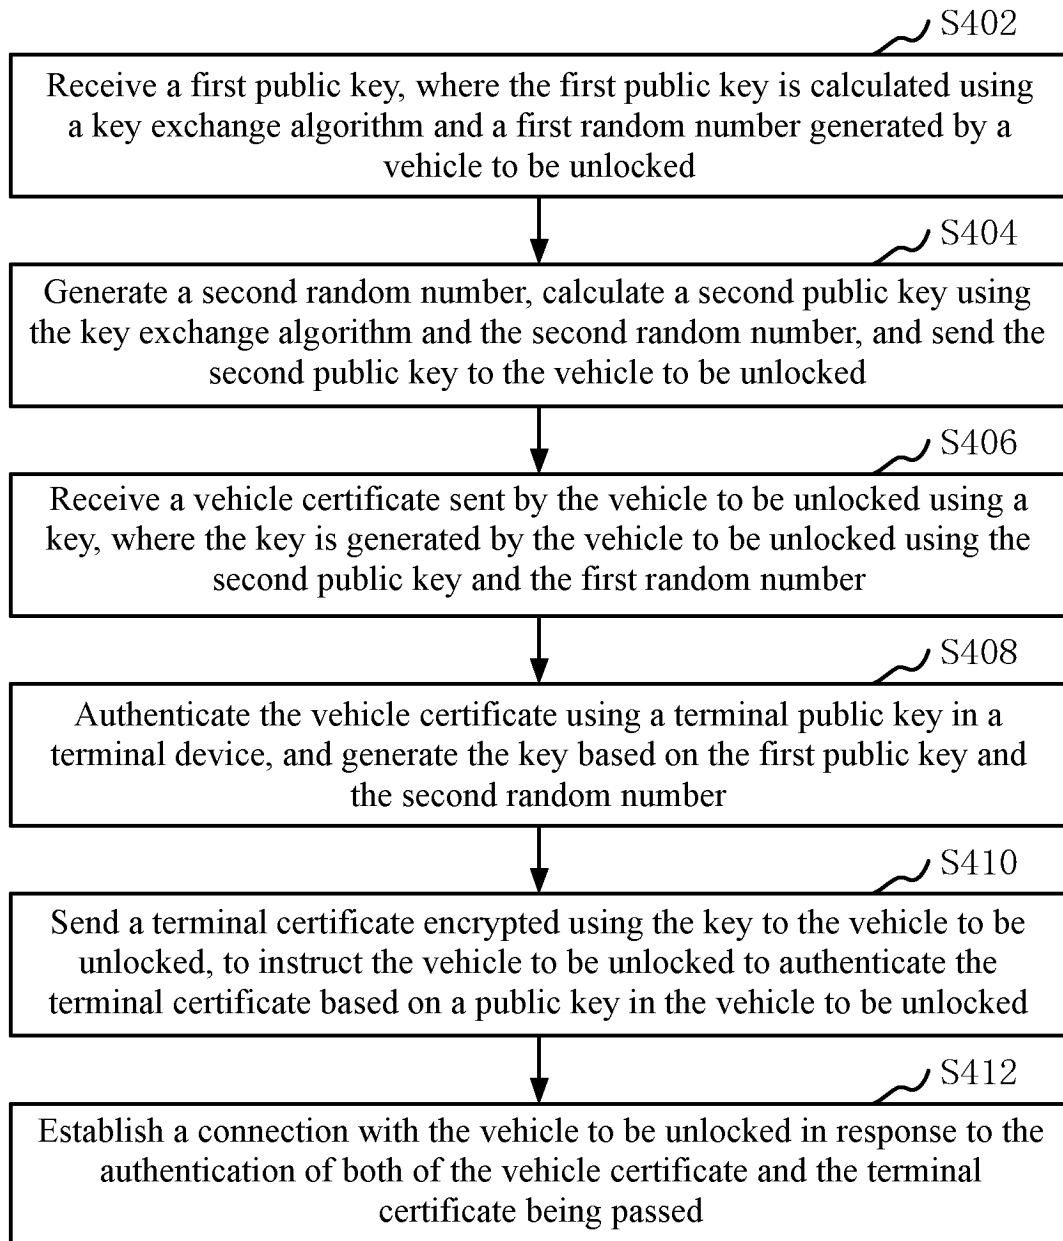 S402
Receive a first public key, where the first public key is calculated using
a key exchange algorithm and a first random number generated by a
vehicle to be unlocked
S404
Generate a second random number, calculate a second public key using
the key exchange algorithm and the second random number, and send the
second public key to the vehicle to be unlocked
S406
Receive a vehicle certificate sent by the vehicle to be unlocked using a
key, where the key is generated by the vehicle to be unlocked using the
second public key and the first random number
S408
Authenticate the vehicle certificate using a terminal public key in a
terminal device, and generate the key based on the first public key and
the second random number
S410
Send a terminal certificate encrypted using the key to the vehicle to be
unlocked, to instruct the vehicle to be unlocked to authenticate the
terminal certificate based on a public key in the vehicle to be unlocked
S412
Establish a connection with the vehicle to be unlocked in response to the
authentication of both of the vehicle certificate and the terminal
certificate being passed